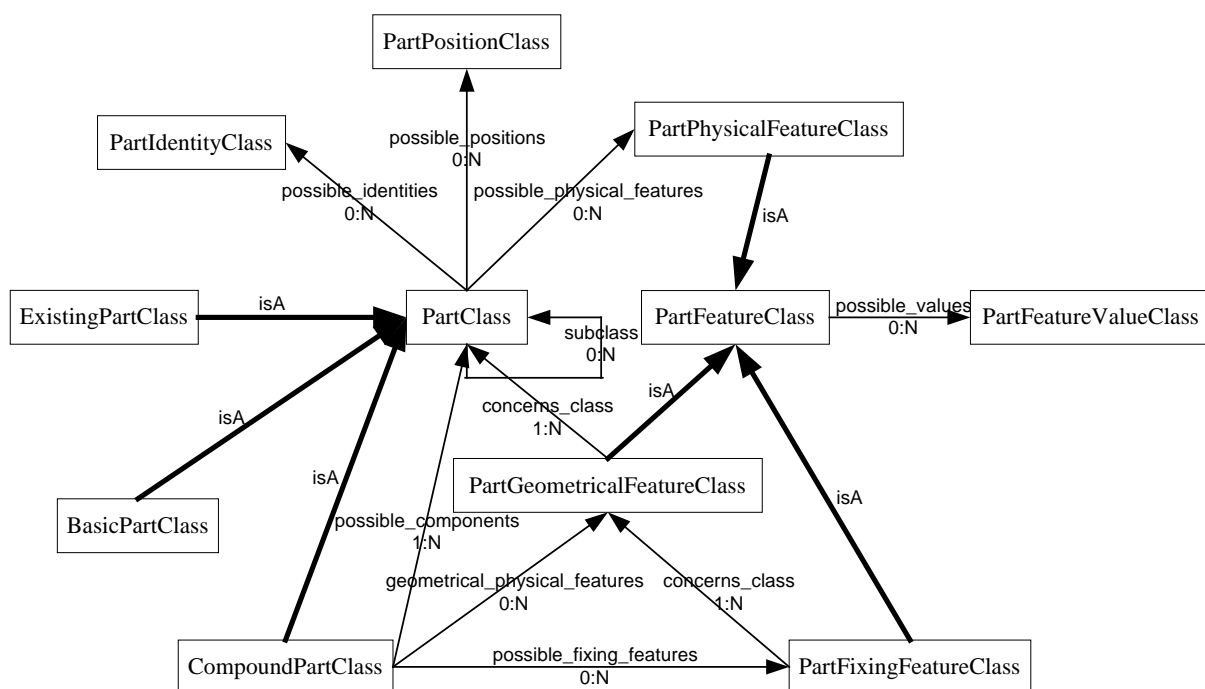 PartPositionClass
PartPhysicalFeatureClass
PartIdentityClass
possible_positions
0:N
possible_identities
0:N
possible_physical_features
0:N
isA
ExistingPartClass
isA
PartClass
subclass
0:N
PartFeatureClass
possible_values
0:N
PartFeatureValueClass
isA
concerns_class
1:N
isA
isA
PartGeometricalFeatureClass
isA
BasicPartClass
possible_components
1:N
geometrical_physical_features
0:N
concerns_class
1:N
CompoundPartClass
possible_fixing_features
0:N
PartFixingFeatureClass